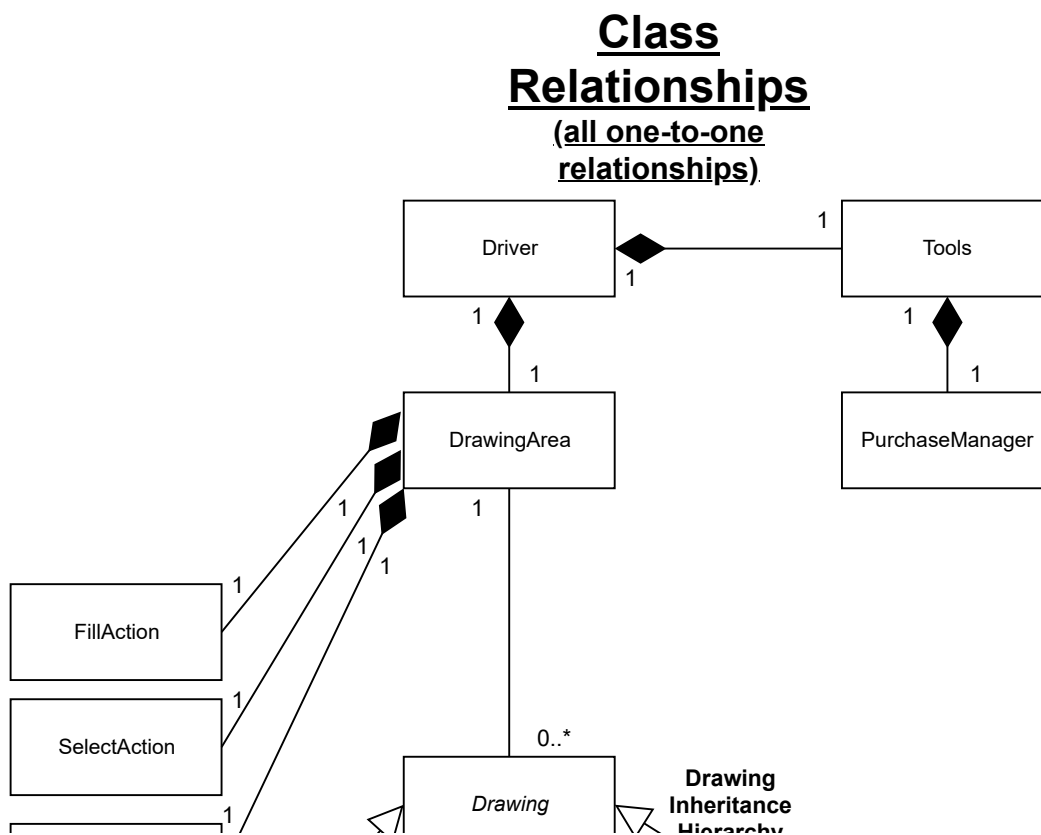 Class
Relationships
(all one-to-one
relationships)
Driver
1
1
Tools
1
1
1
1
DrawingArea
PurchaseManager
1
1
1
1
1
FillAction
1
SelectAction
0..*
1
Drawing
Drawing
Inheritance
Hierarchy